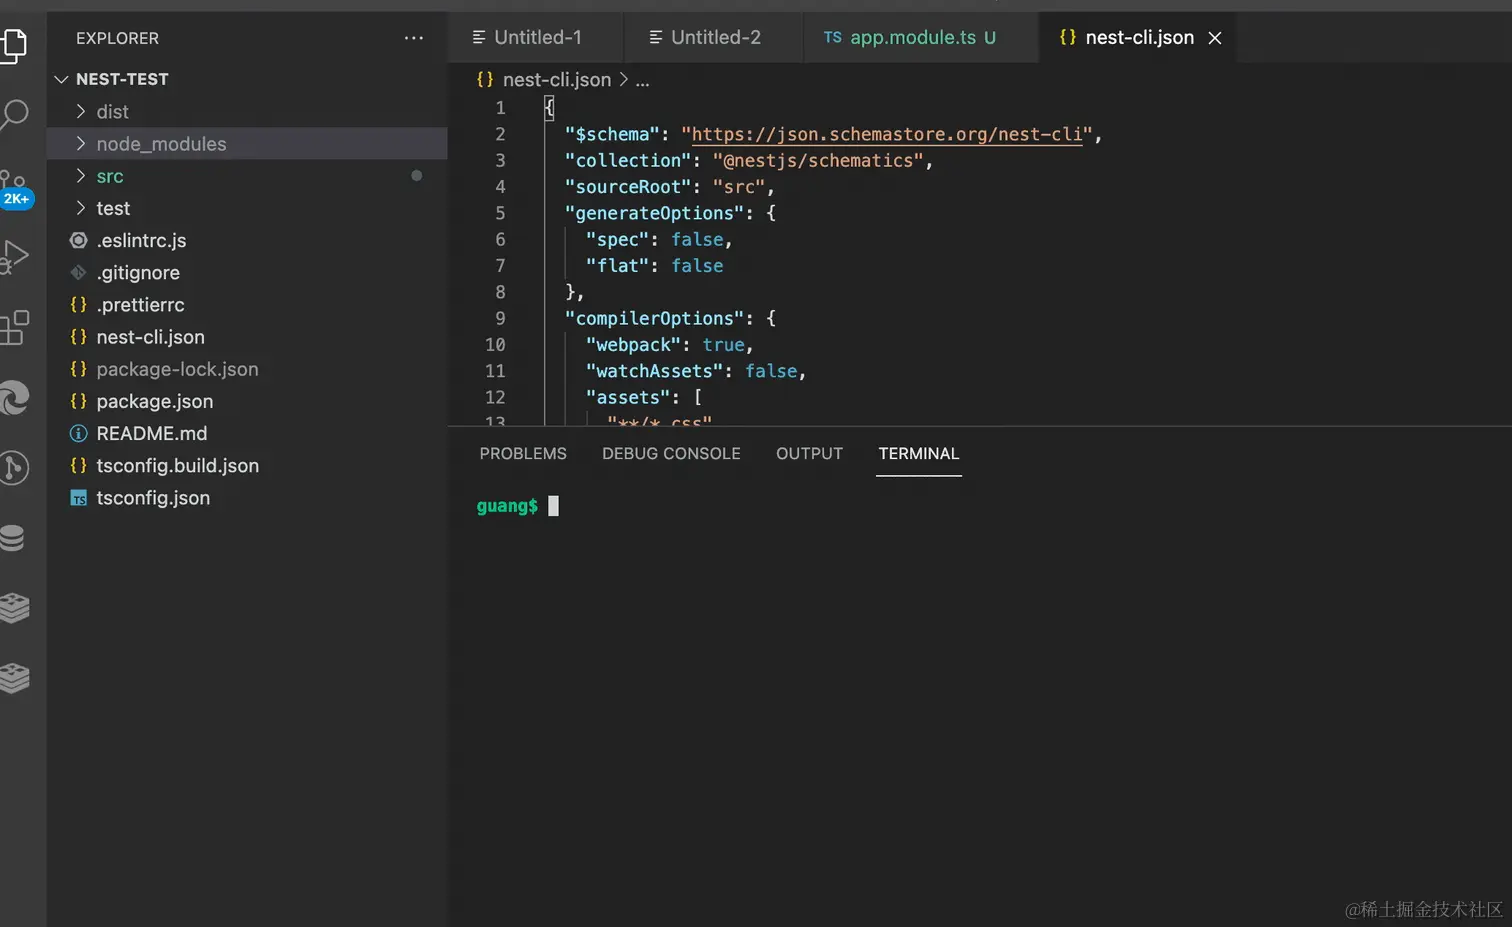 EXPLORER
NEST-TEST
dist
node_modules
src
test
.eslintrc.js
.gitignore
.prettierrc
nest-cli.json
package-lock.json
package.json
README.md
tsconfig.build.json
tsconfig.json
2K+
Untitled-1
Untitled-2
TS app.module.ts U
{} nest-cli.json ×
{} nest-cli.json > ...
1 {
2 "$schema": "https://json.schemastore.org/nest-cli",
3 "collection": "@nestjs/schematics",
4 "sourceRoot": "src",
5 "generateOptions": {
6 "spec": false,
7 "flat": false
8 },
9 "compilerOptions": {
10 "webpack": true,
11 "watchAssets": false,
12 "assets": [
13 "**/*.css"
PROBLEMS DEBUG CONSOLE OUTPUT TERMINAL
guang$
@稀土掘金技术社区